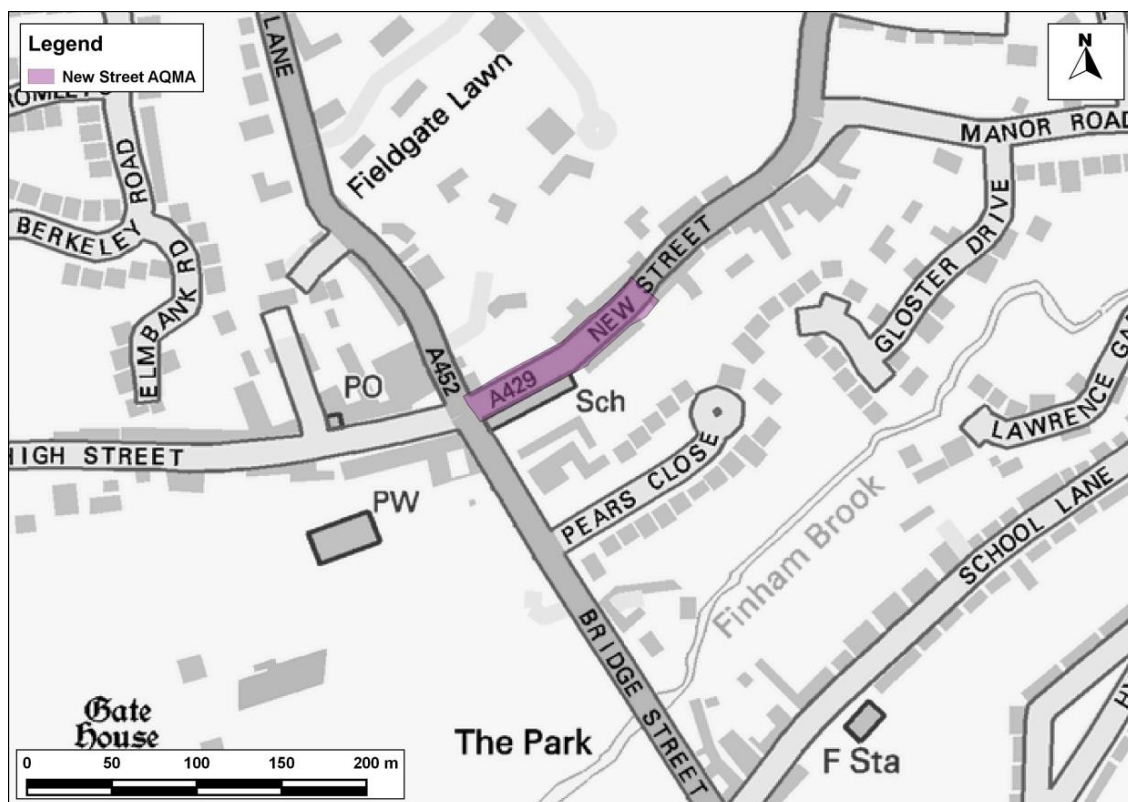 Legend
New Street AQMA
N
LANE
Fieldgate Lawn
MANOR ROAD
BERKELEY ROAD
ELMBANK RD
GLOSTER DRIVE
NEW STREET
A429
A452
PO
Sch
HIGH STREET
PW
PEARS CLOSE
LAWRENCE
SCHOOL LANE
Finham Brook
BRIDGE STREET
Gate
House
The Park
F Sta
0 50 100 150 200 m